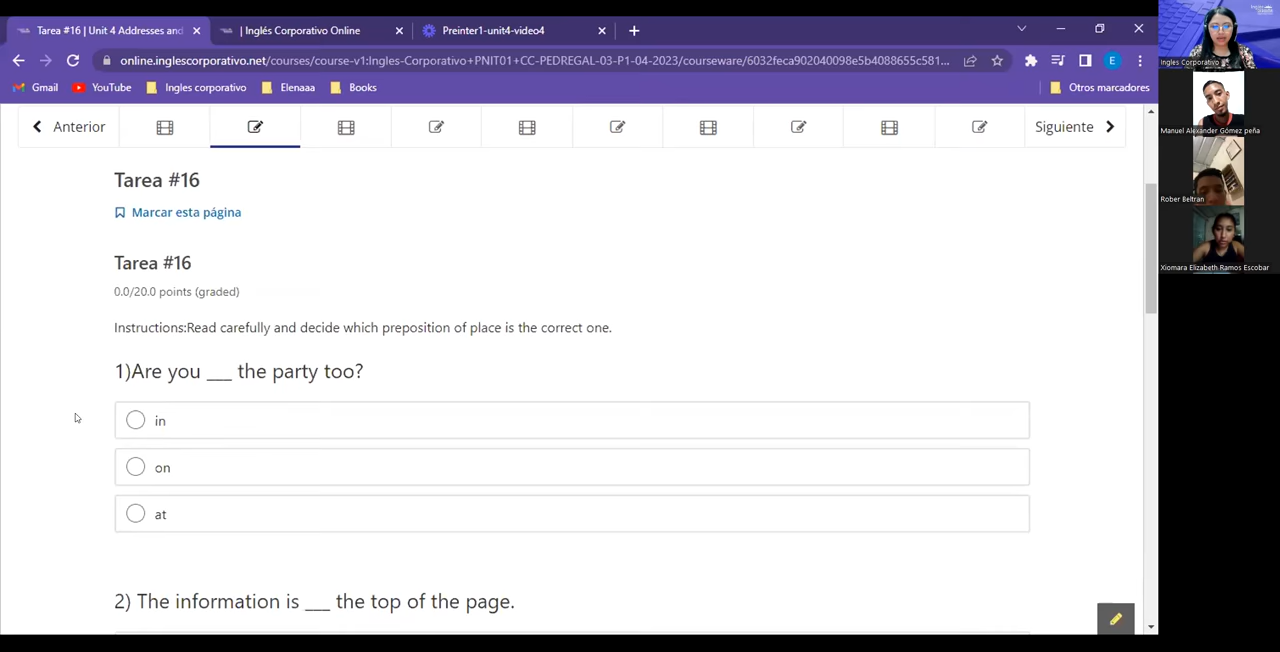 Tarea #16 | Unit 4 Addresses and
| Inglés Corporativo Online
Preinter1-unit4-video4
online.inglescorporativo.net/courses/course-v1:Ingles-Corporativo+PNIT01+CC-PEDREGAL-03-P1-04-2023/courseware/6032feca902040098e5b4088655c581...
E
Gmail
YouTube
Ingles corporativo
Elenaaa
Books
Otros marcadores
Anterior
Siguiente
Tarea #16
Marcar esta página
Tarea #16
0.0/20.0 points (graded)
Instructions:Read carefully and decide which preposition of place is the correct one.
1)Are you ___ the party too?
in
on
at
2) The information is ___ the top of the page.
Ingles Corporativo
Manuel Alexander Gómez peña
Rober Beltran
Xiomara Elizabeth Ramos Escobar